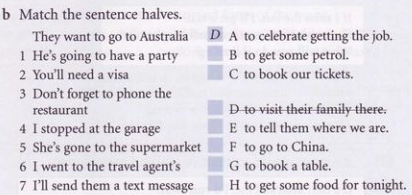 b Match the sentence halves.
They want to go to Australia D A to celebrate getting the job.
1 He's going to have a party B to get some petrol.
2 You'll need a visa C to book our tickets.
3 Don't forget to phone the
restaurant D to visit their family there.
4 I stopped at the garage E to tell them where we are.
5 She's gone to the supermarket F to go to China.
6 I went to the travel agent's G to book a table.
7 I'll send them a text message H to get some food for tonight.